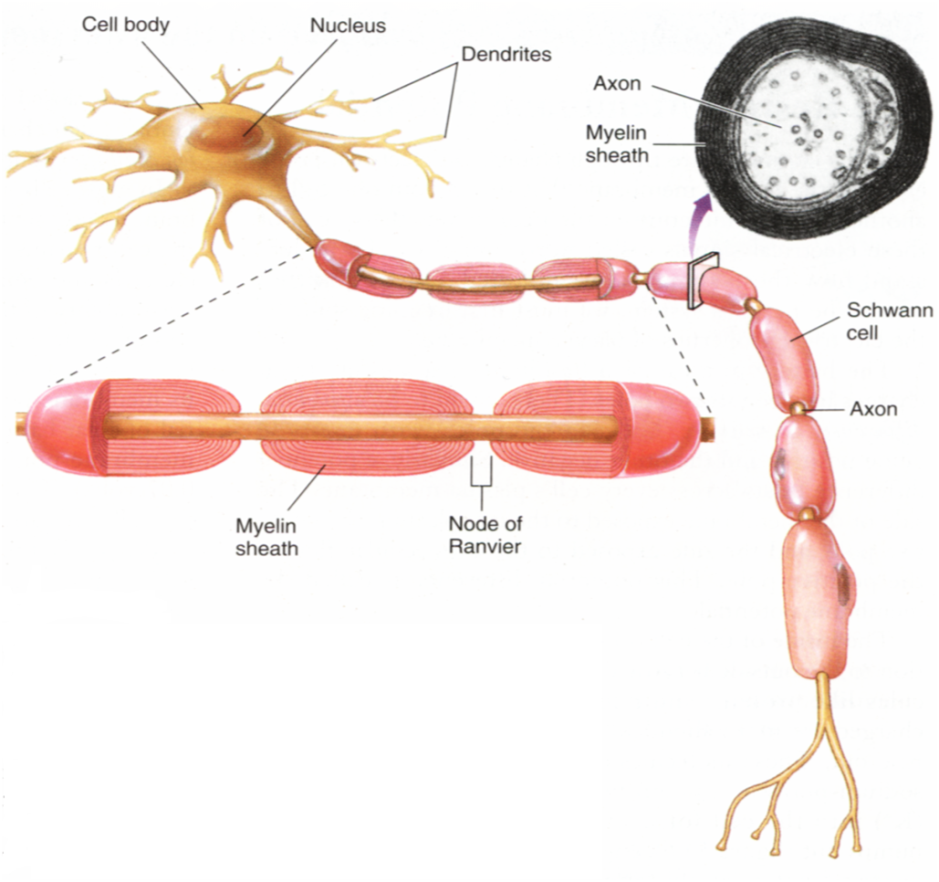 Cell body
Nucleus
Dendrites
Axon
Myelin
sheath
Schwann
cell
Axon
Myelin
sheath
Node of
Ranvier